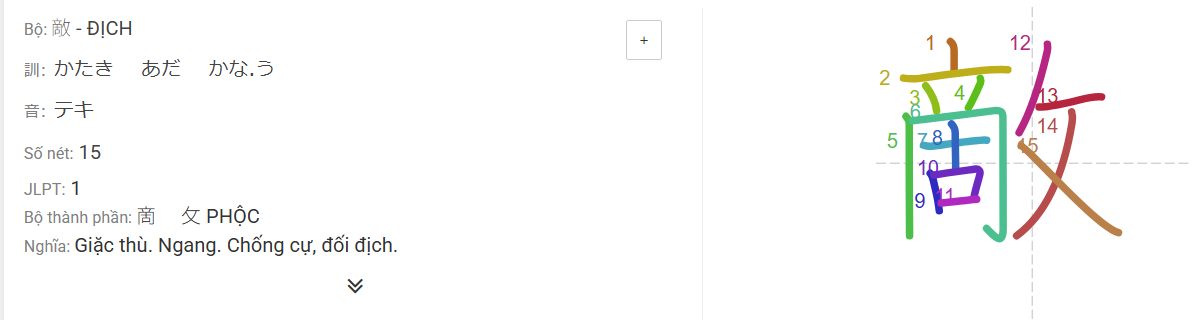 Bộ: 敵 - ĐỊCH
+
訓: かたき あだ かな.う
音: テキ
Số nét: 15
JLPT: 1
Bộ thành phần: 啇 攵 PHỘC
Nghĩa: Giặc thù. Ngang. Chống cự, đối địch.
敵
1
2
3
4
5
6
7
8
9
10
11
12
13
14
15